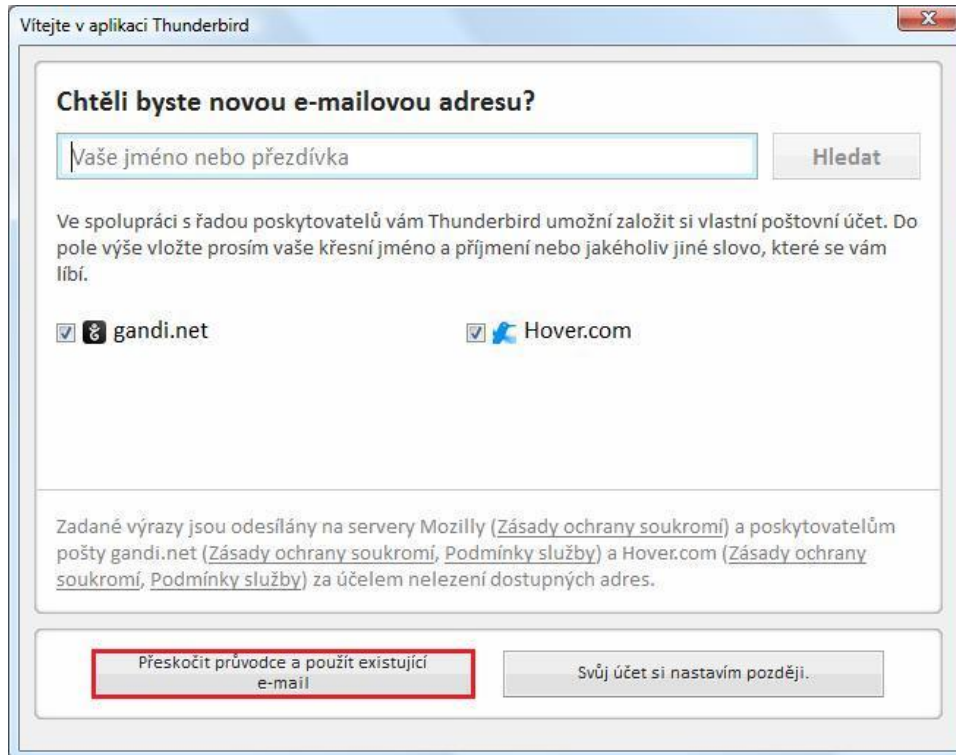 Vítejte v aplikaci Thunderbird
Chtěli byste novou e-mailovou adresu?
Vaše jméno nebo přezdívka
Hledat
Ve spolupráci s řadou poskytovatelů vám Thunderbird umožní založit si vlastní poštovní účet. Do
pole výše vložte prosím vaše křesní jméno a příjmení nebo jakéholiv jiné slovo, které se vám
líbí.
gandi.net
Hover.com
Zadané výrazy jsou odesílány na servery Mozilly (Zásady ochrany soukromí) a poskytovatelům
pošty gandi.net (Zásady ochrany soukromí, Podmínky služby) a Hover.com (Zásady ochrany
soukromí, Podmínky služby) za účelem nelezení dostupných adres.
Přeskočit průvodce a použít existující
e-mail
Svůj účet si nastavím později.